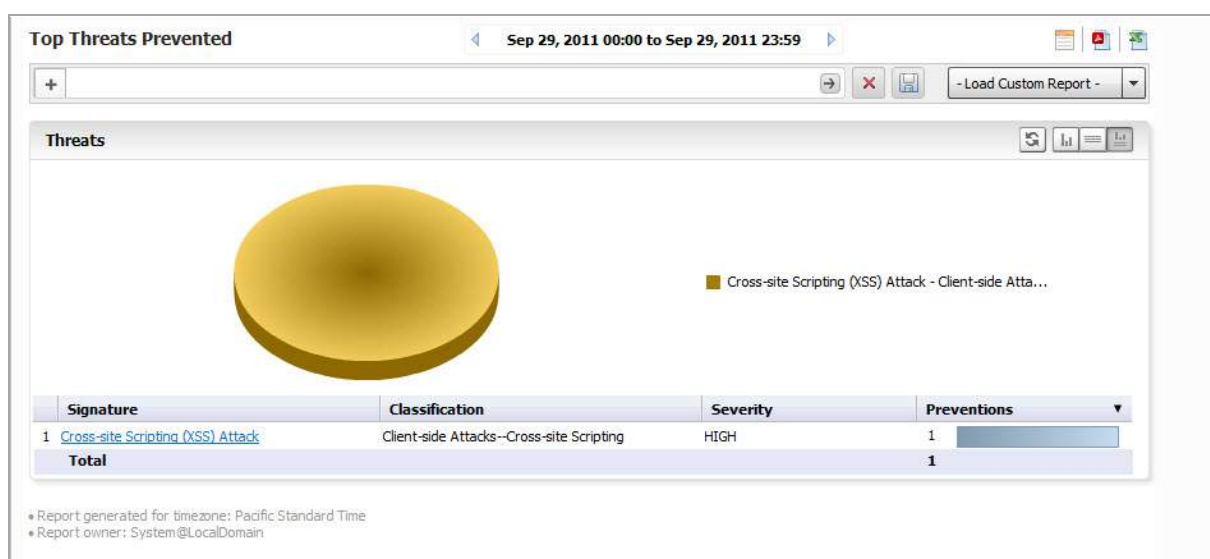 Top Threats Prevented
Sep 29, 2011 00:00 to Sep 29, 2011 23:59
+
- Load Custom Report -
Threats
Cross-site Scripting (XSS) Attack - Client-side Atta...
Signature Classification Severity Preventions
1 Cross-site Scripting (XSS) Attack Client-side Attacks--Cross-site Scripting HIGH 1
Total 1
• Report generated for timezone: Pacific Standard Time
• Report owner: System@LocalDomain